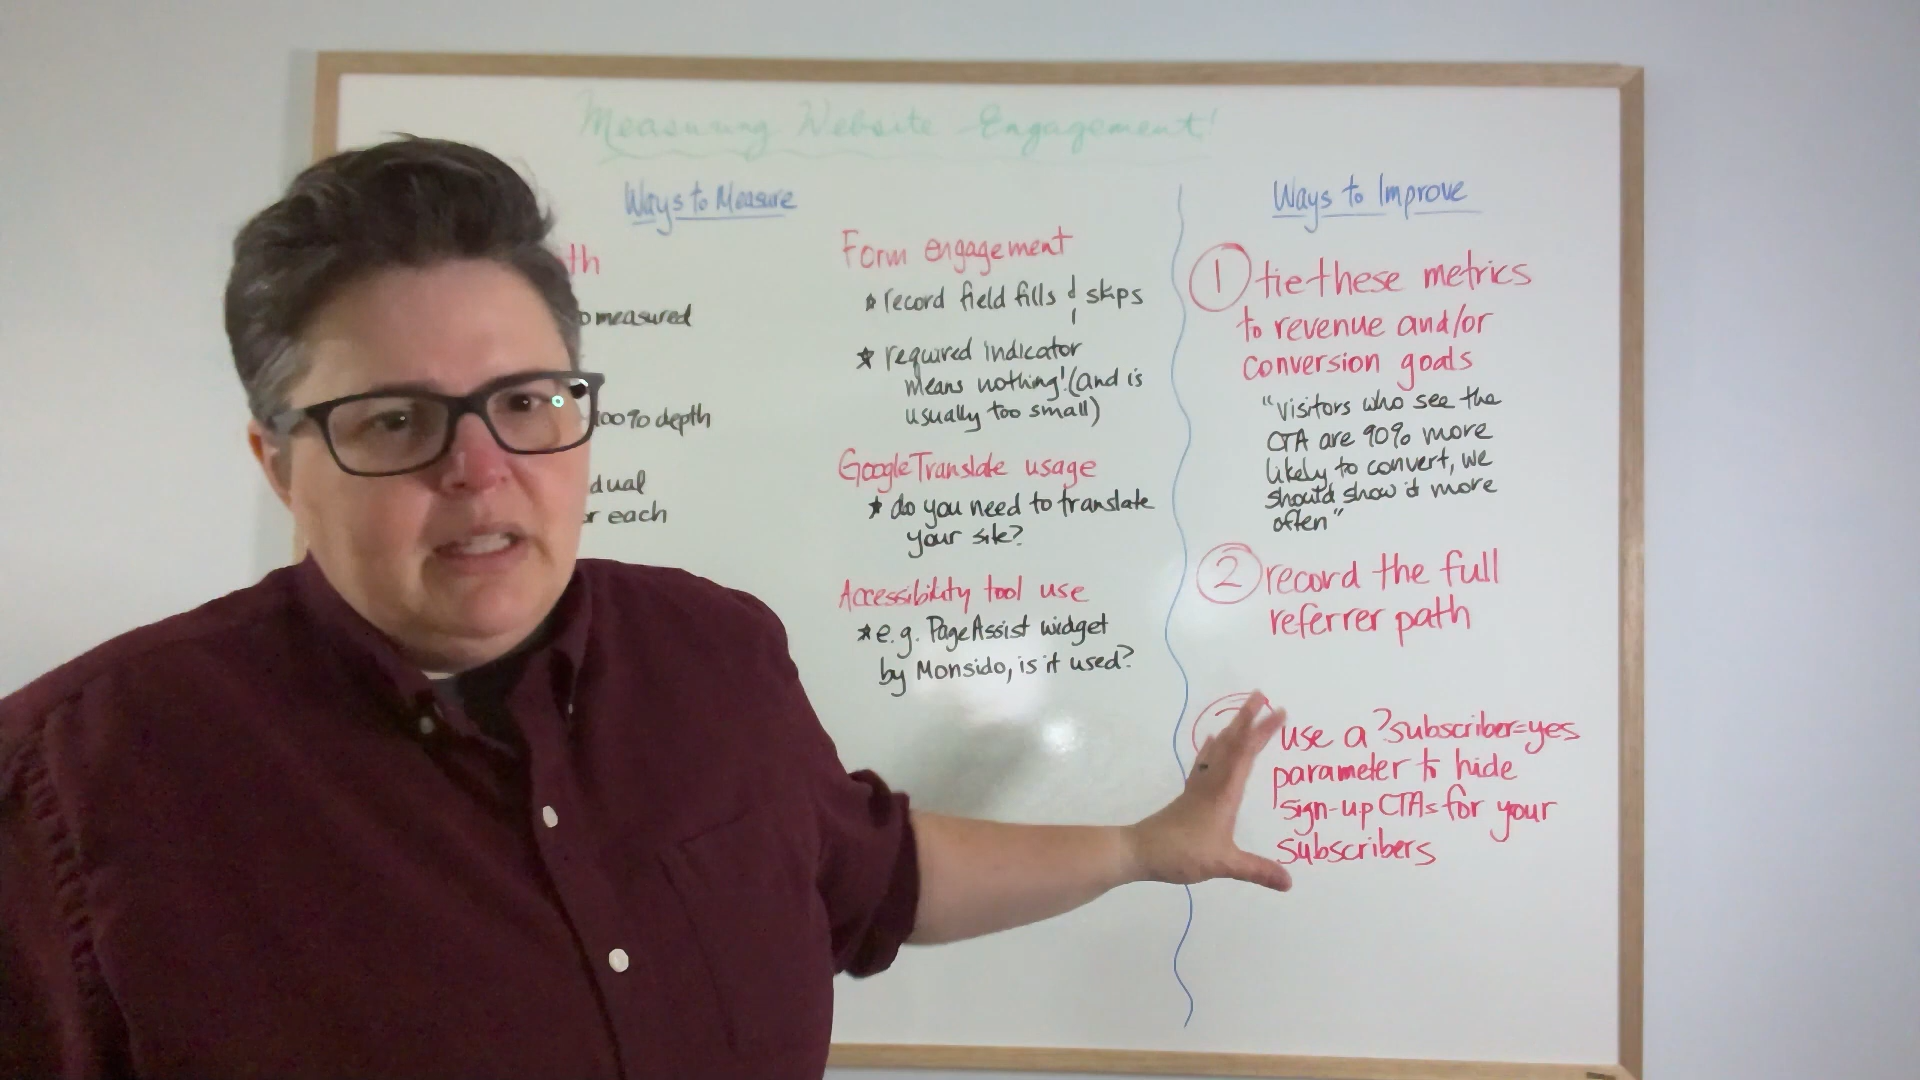 Measuring Website Engagement!
Ways to Measure
th
measured
100% depth
dual
each
Form engagement
* record field fills & skips
* required indicator
means nothing! (and is
usually too small)
Google Translate usage
* do you need to translate
your site?
Accessibility tool use
* e.g. PageAssist widget
by Monsido, is it used?
Ways to Improve
1 tie these metrics
to revenue and/or
conversion goals
"visitors who see the
CTA are 90% more
likely to convert, we
should show it more
often"
2 record the full
referrer path
use a ?subscriber=yes
parameter to hide
sign-up CTAs for your
subscribers